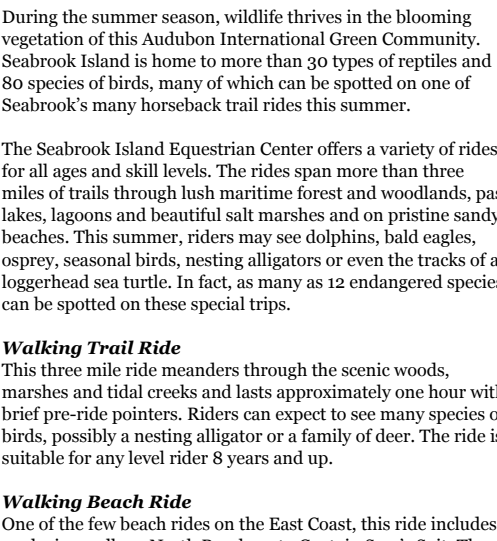 During the summer season, wildlife thrives in the blooming
vegetation of this Audubon International Green Community.
Seabrook Island is home to more than 30 types of reptiles and
80 species of birds, many of which can be spotted on one of
Seabrook's many horseback trail rides this summer.
The Seabrook Island Equestrian Center offers a variety of rides
for all ages and skill levels. The rides span more than three
miles of trails through lush maritime forest and woodlands, pas
lakes, lagoons and beautiful salt marshes and on pristine sandy
beaches. This summer, riders may see dolphins, bald eagles,
osprey, seasonal birds, nesting alligators or even the tracks of a
loggerhead sea turtle. In fact, as many as 12 endangered species
can be spotted on these special trips.
Walking Trail Ride
This three mile ride meanders through the scenic woods,
marshes and tidal creeks and lasts approximately one hour with
brief pre-ride pointers. Riders can expect to see many species o
birds, possibly a nesting alligator or a family of deer. The ride is
suitable for any level rider 8 years and up.
Walking Beach Ride
One of the few beach rides on the East Coast, this ride includes